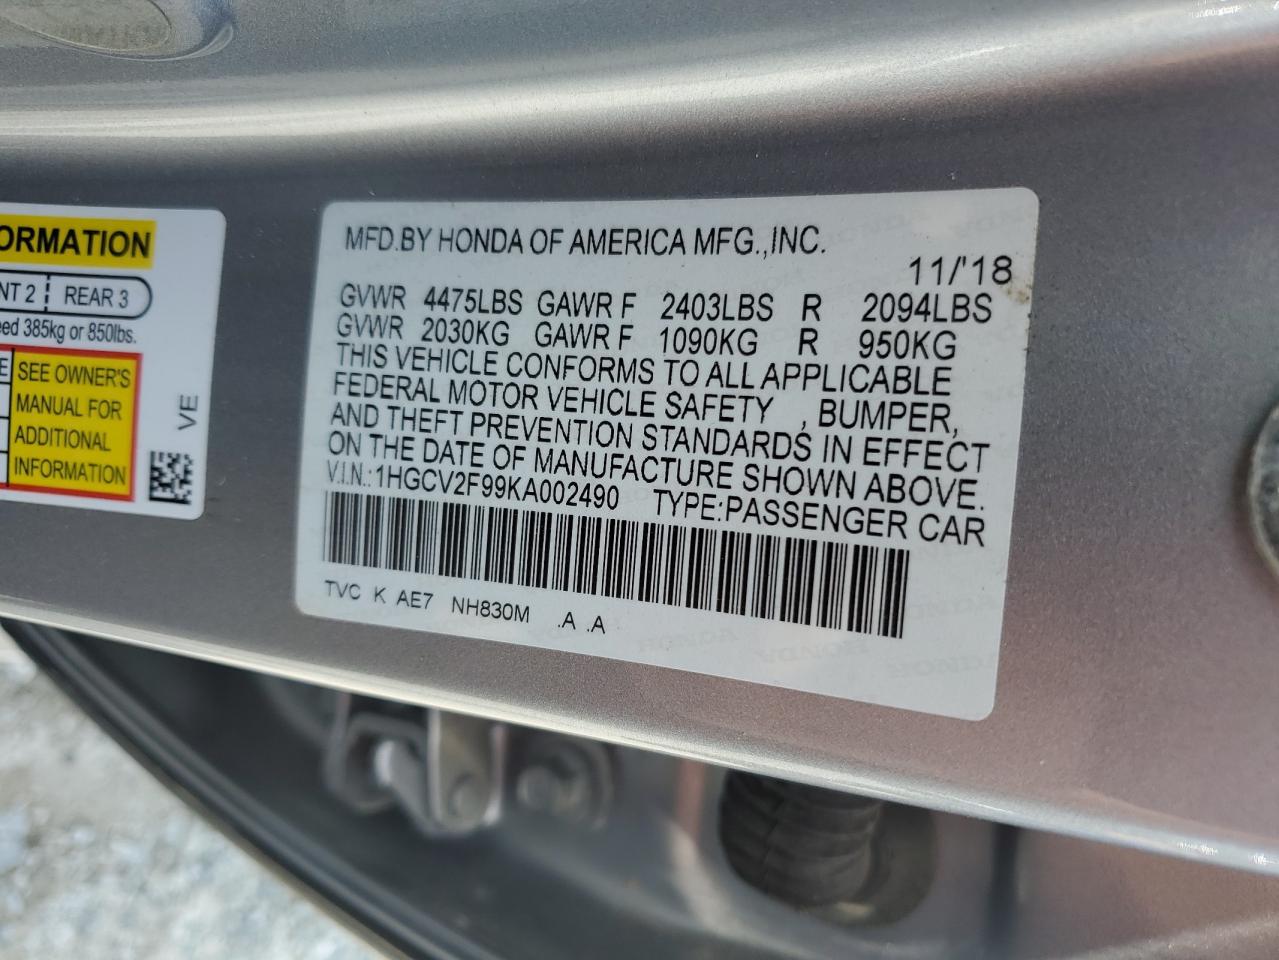 ORMATION
NT 2 REAR 3
eed 385kg or 850lbs.
E
SEE OWNER'S
MANUAL FOR
ADDITIONAL
INFORMATION
VE
MFD.BY HONDA OF AMERICA MFG.,INC.
11/'18
GVWR 4475LBS GAWR F 2403LBS R 2094LBS
GVWR 2030KG GAWR F 1090KG R 950KG
THIS VEHICLE CONFORMS TO ALL APPLICABLE
FEDERAL MOTOR VEHICLE SAFETY , BUMPER,
AND THEFT PREVENTION STANDARDS IN EFFECT
ON THE DATE OF MANUFACTURE SHOWN ABOVE.
V.I.N.:1HGCV2F99KA002490 TYPE:PASSENGER CAR
TVC K AE7 NH830M .A .A